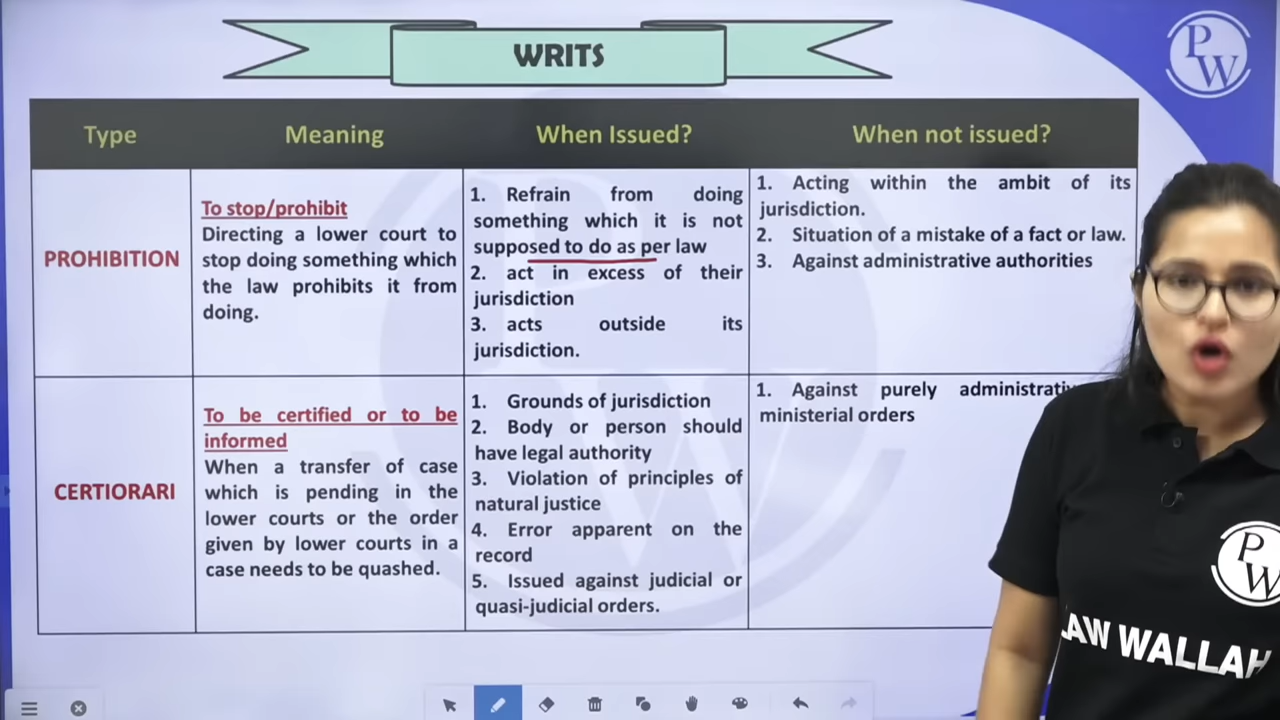 WRITS
PW
Type
Meaning
When Issued?
When not issued?
PROHIBITION
To stop/prohibit
Directing a lower court to
stop doing something which
the law prohibits it from
doing.
1. Refrain from doing
something which it is not
supposed to do as per law
2. act in excess of their
jurisdiction
3. acts outside its
jurisdiction.
1. Acting within the ambit of its
jurisdiction.
2. Situation of a mistake of a fact or law.
3. Against administrative authorities
CERTIORARI
To be certified or to be
informed
When a transfer of case
which is pending in the
lower courts or the order
given by lower courts in a
case needs to be quashed.
1. Grounds of jurisdiction
2. Body or person should
have legal authority
3. Violation of principles of
natural justice
4. Error apparent on the
record
5. Issued against judicial or
quasi-judicial orders.
1. Against purely
ministerial orders
PW
LAW WALLAH